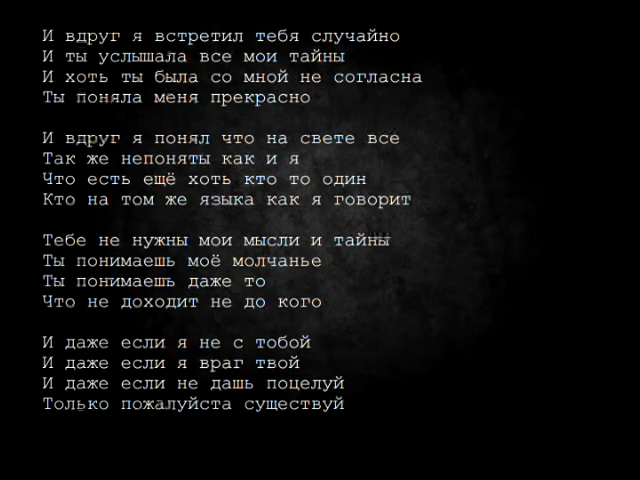 И вдруг я встретил тебя случайно
И ты услышала все мои тайны
И хоть ты была со мной не согласна
Ты поняла меня прекрасно
И вдруг я понял что на свете все
Так же непоняты как и я
Что есть ещё хоть кто то один
Кто на том же языка как я говорит
Тебе не нужны мои мысли и тайны
Ты понимаешь моё молчанье
Ты понимаешь даже то
Что не доходит не до кого
И даже если я не с тобой
И даже если я враг твой
И даже если не дашь поцелуй
Только пожалуйста существуй